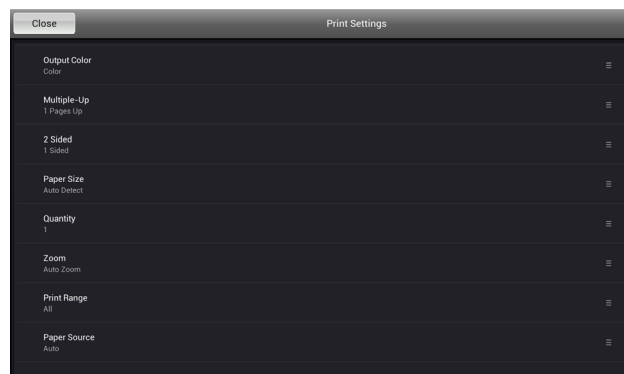 Close
Print Settings
Output Color
Color
Multiple-Up
1 Pages Up
2 Sided
1 Sided
Paper Size
Auto Detect
Quantity
1
Zoom
Auto Zoom
Print Range
All
Paper Source
Auto